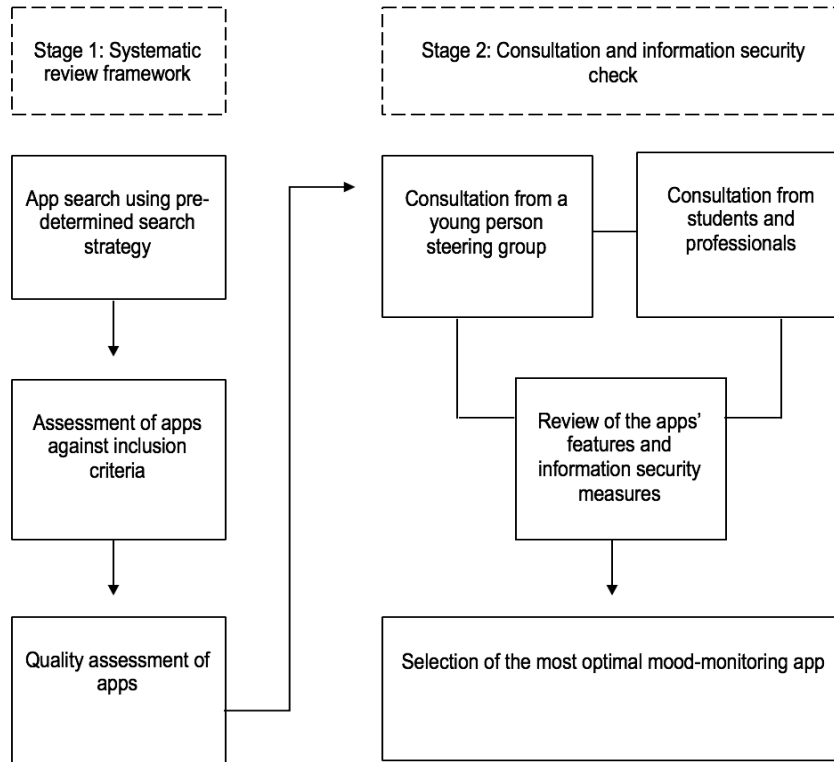 Stage 1: Systematic
review framework
Stage 2: Consultation and information security
check
App search using pre-
determined search
strategy
Assessment of apps
against inclusion
criteria
Quality assessment of
apps
Consultation from a
young person
steering group
Consultation from
students and
professionals
Review of the apps’
features and
information security
measures
Selection of the most optimal mood-monitoring app